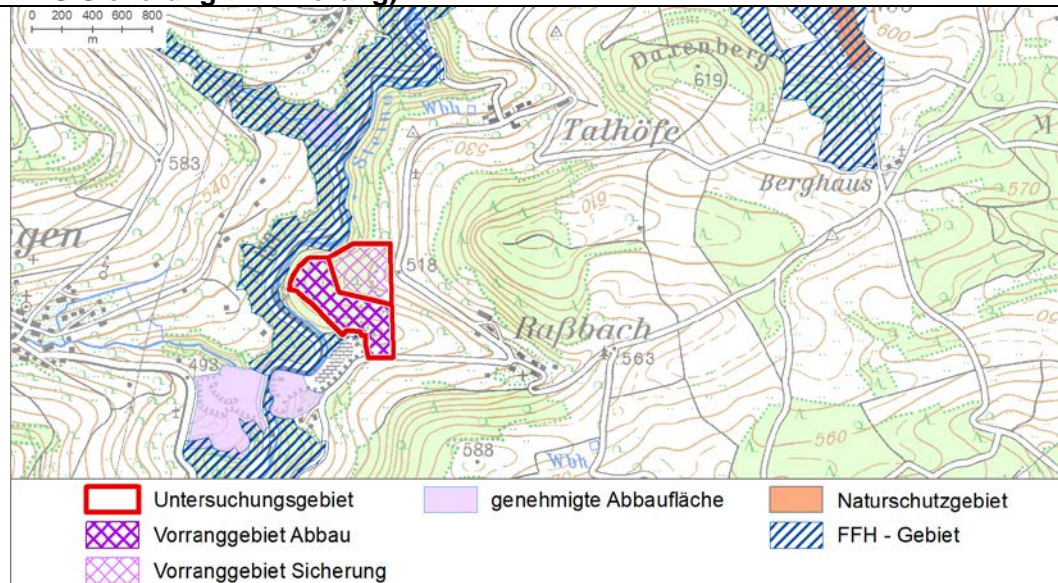 0 200 400 600 800
m
600
Darenberg
619
Wbh
Steina
Talhöfe
530
583
540
610
Berghaus
570
M
gen
518
Raßbach
563
493
588
Wbh
560
Untersuchungsgebiet
genehmigte Abbaufläche
Naturschutzgebiet
Vorranggebiet Abbau
FFH - Gebiet
Vorranggebiet Sicherung